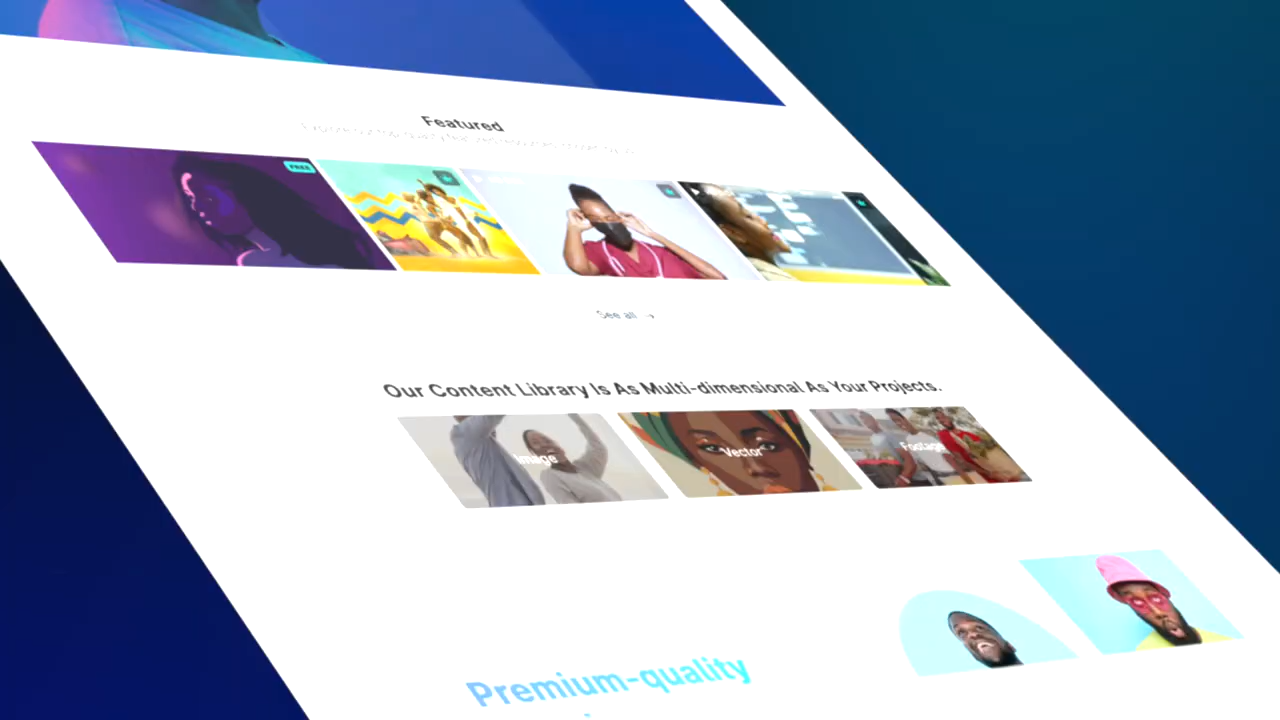 Featured
FREE
See all →
Our Content Library Is As Multi-dimensional As Your Projects.
Image
Vector
Footage
Premium-quality